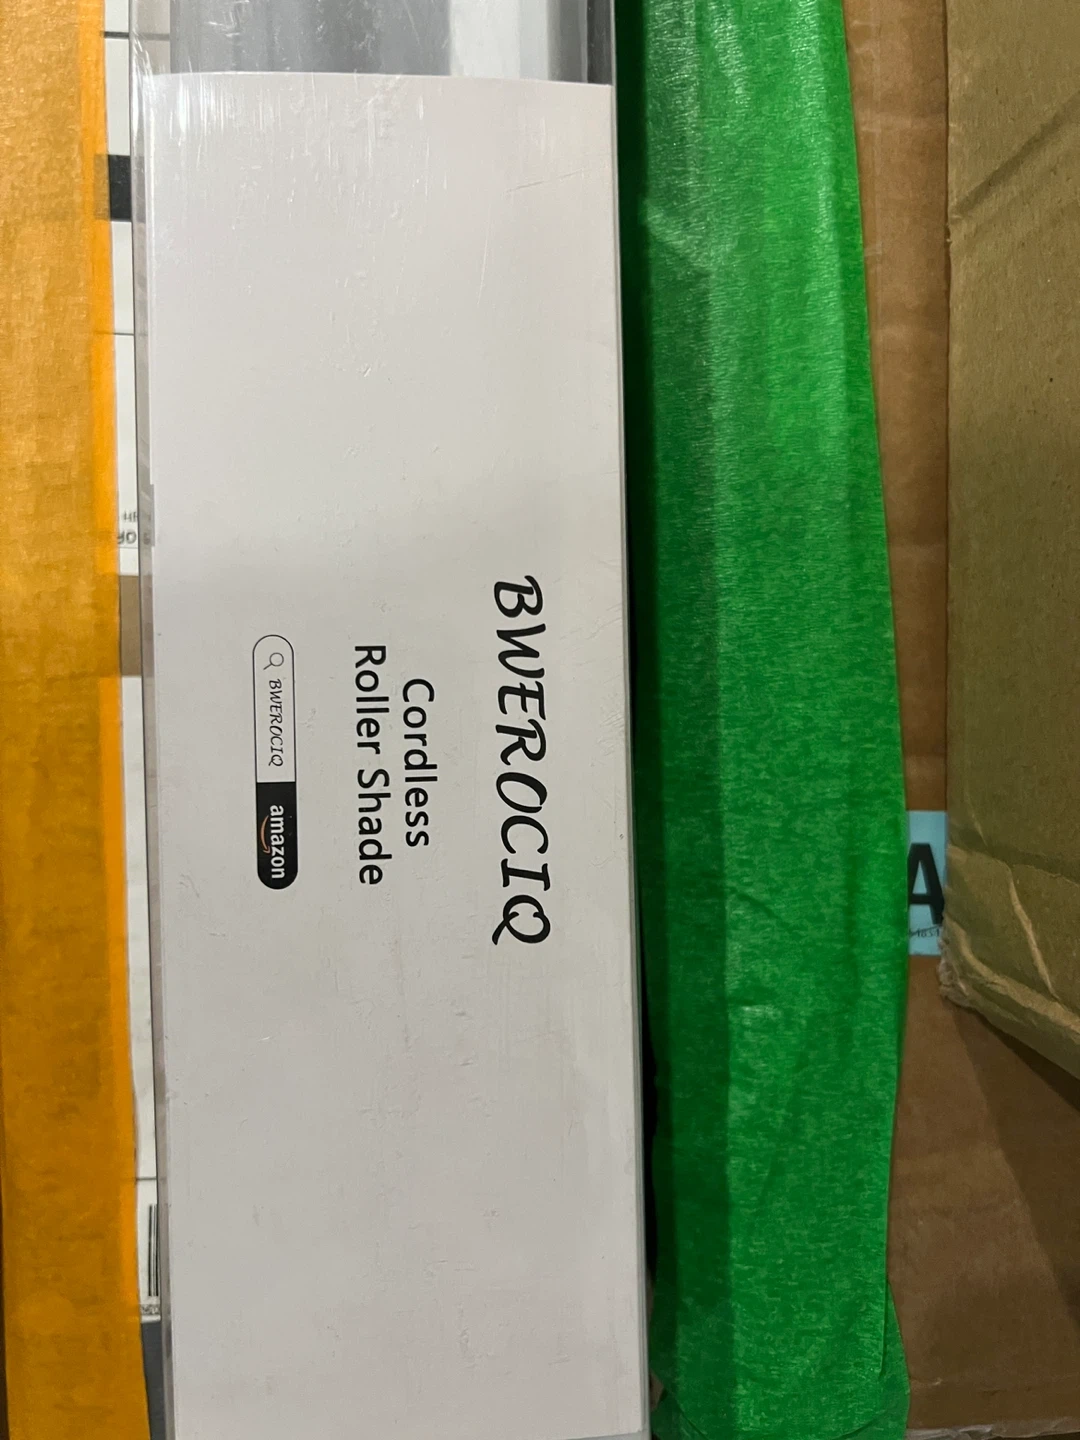 BWEROCIQ
Cordless
Roller Shade
BWEROCIQ amazon
A